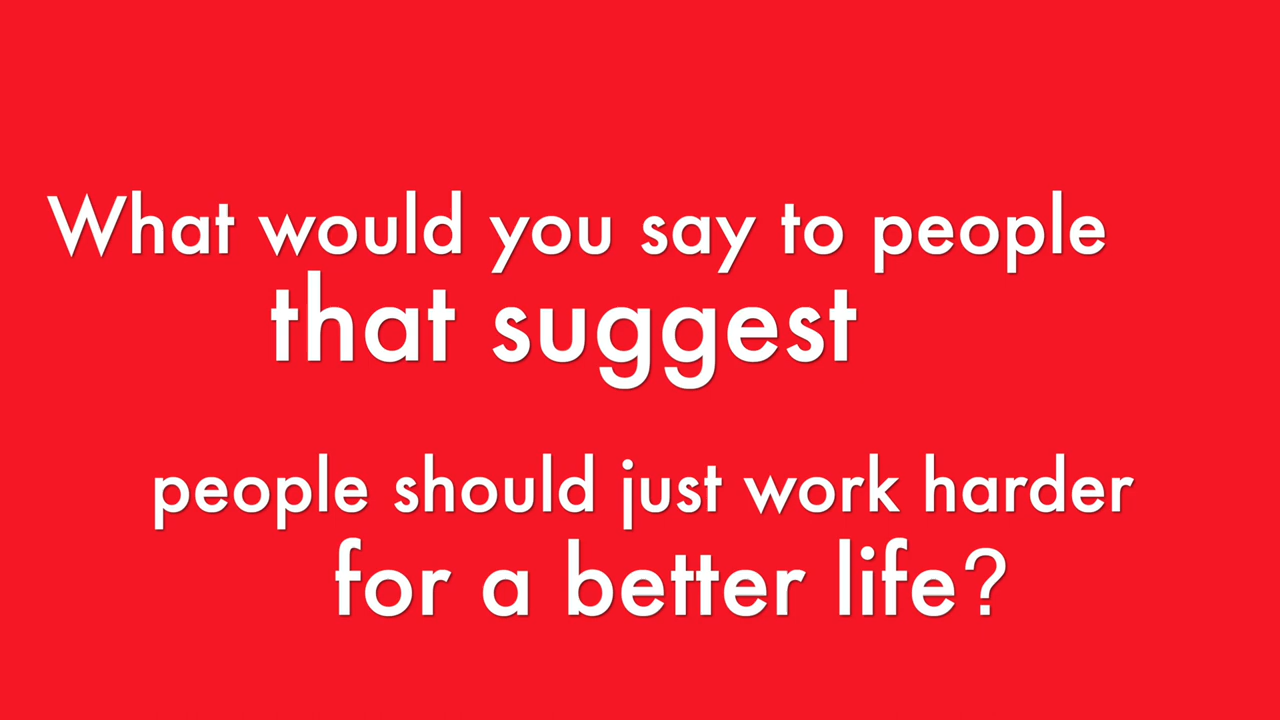 What would you say to people
that suggest
people should just work harder
for a better life?